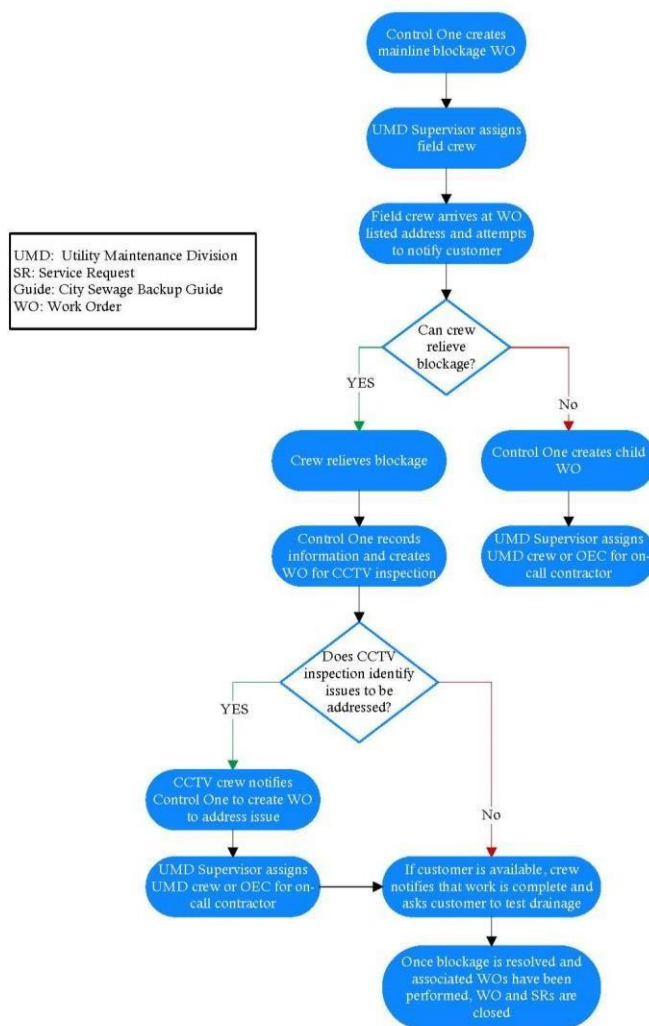 Control One creates
mainline blockage WO
UMD Supervisor assigns
field crew
Field crew arrives at WO
listed address and attempts
to notify customer
UMD: Utility Maintenance Division
SR: Service Request
Guide: City Sewage Backup Guide
WO: Work Order
Can crew
relieve
blockage?
YES
No
Crew relieves blockage
Control One creates child
WO
Control One records
information and creates
WO for CCTV inspection
UMD Supervisor assigns
UMD crew or OEC for on-
call contractor
Does CCTV
inspection identify
issues to be
addressed?
YES
No
CCTV crew notifies
Control One to create WO
to address issue
UMD Supervisor assigns
UMD crew or OEC for on-
call contractor
If customer is available, crew
notifies that work is complete and
asks customer to test drainage
Once blockage is resolved and
associated WOs have been
performed, WO and SRs are
closed